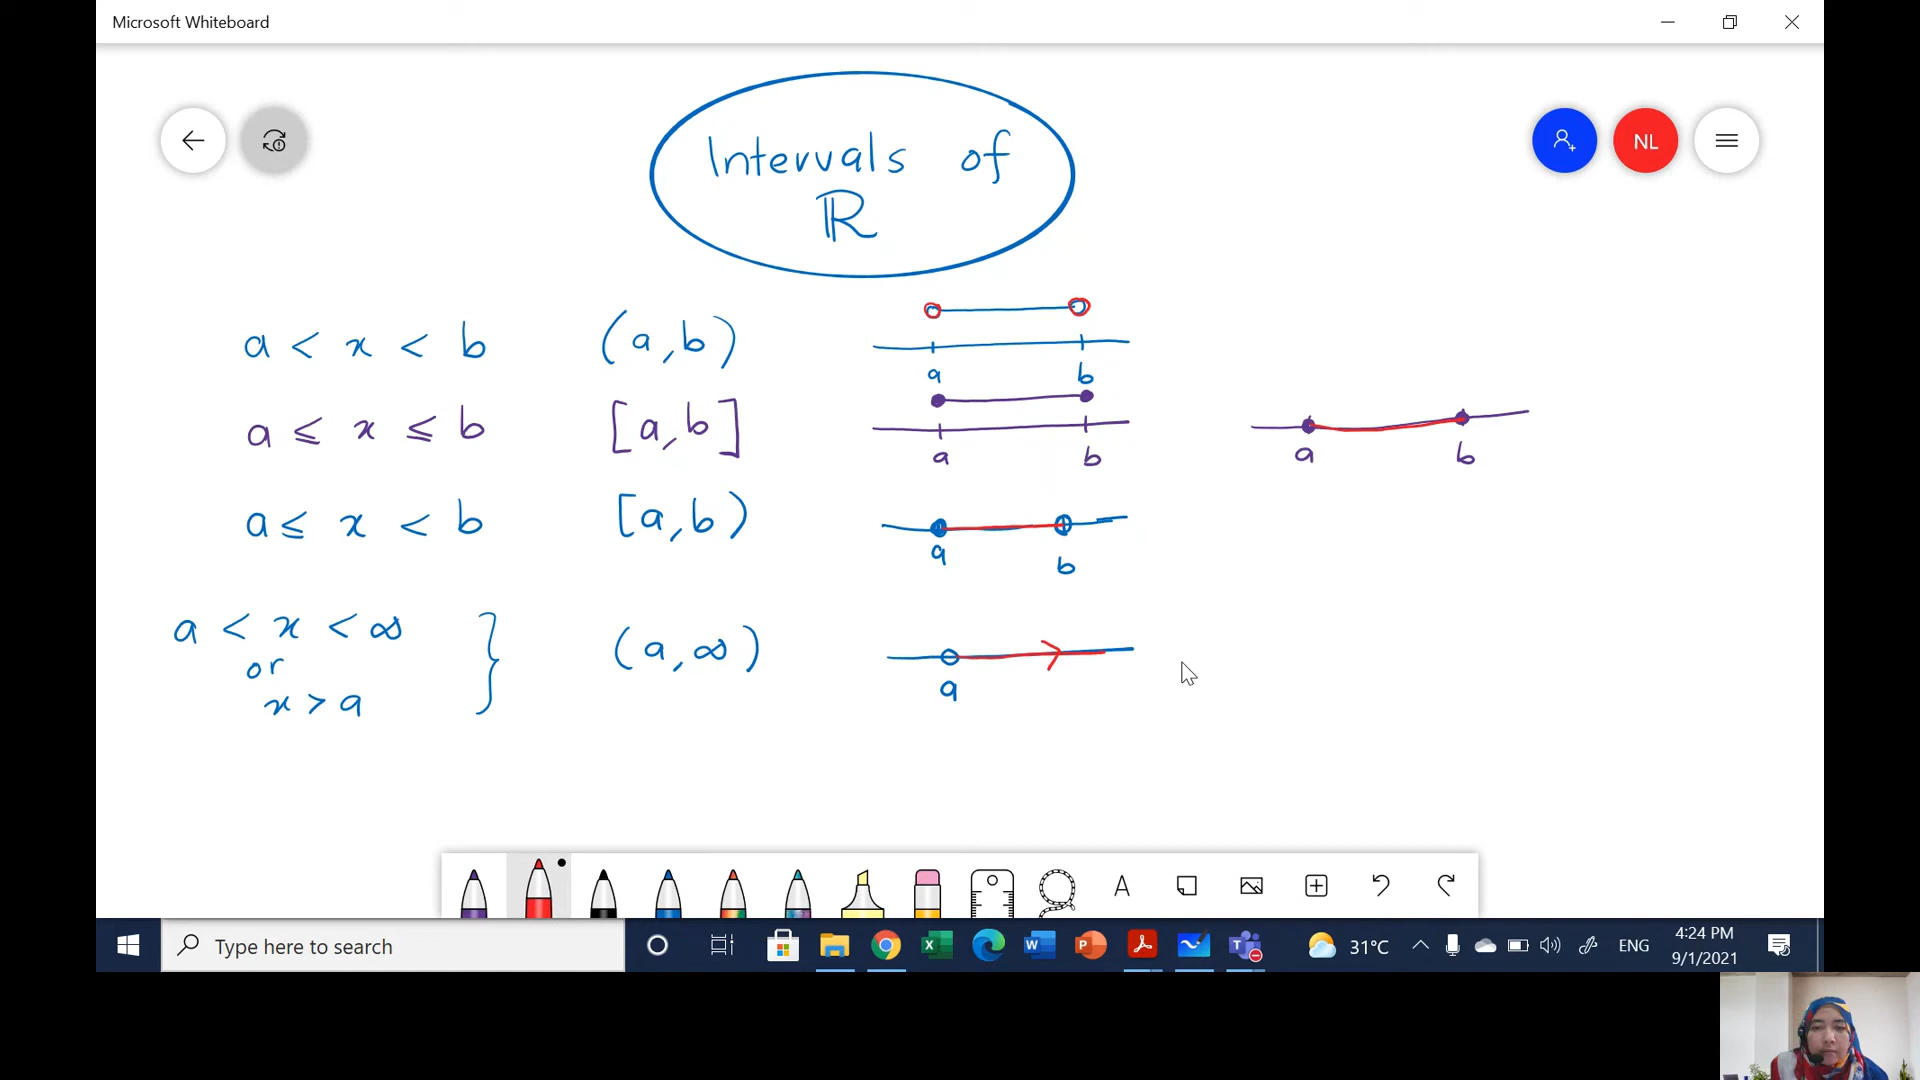 Microsoft Whiteboard
Intervals of
ℝ
NL
a < x < b (a, b)
a b
a ≤ x ≤ b [a, b]
a b
a b
a ≤ x < b [a, b)
a b
a < x < ∞
or
x > a
} (a, ∞)
a
A
Type here to search
31°C
ENG
4:24 PM
9/1/2021